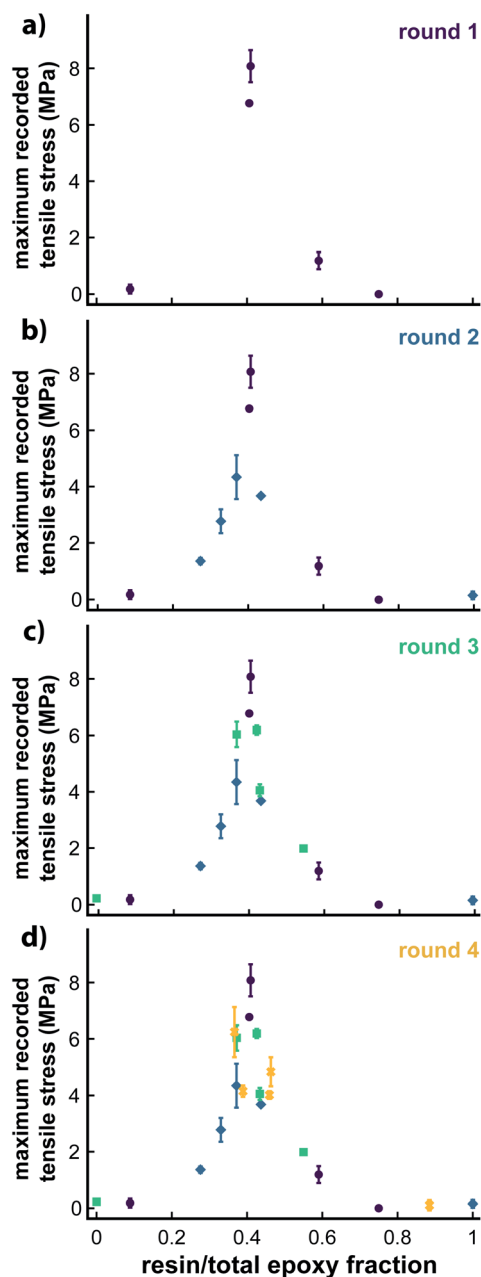 a)
round 1
maximum recorded
tensile stress (MPa)
8
6
4
2
0
b)
round 2
maximum recorded
tensile stress (MPa)
8
6
4
2
0
c)
round 3
maximum recorded
tensile stress (MPa)
8
6
4
2
0
d)
round 4
maximum recorded
tensile stress (MPa)
8
6
4
2
0
0 0.2 0.4 0.6 0.8 1
resin/total epoxy fraction